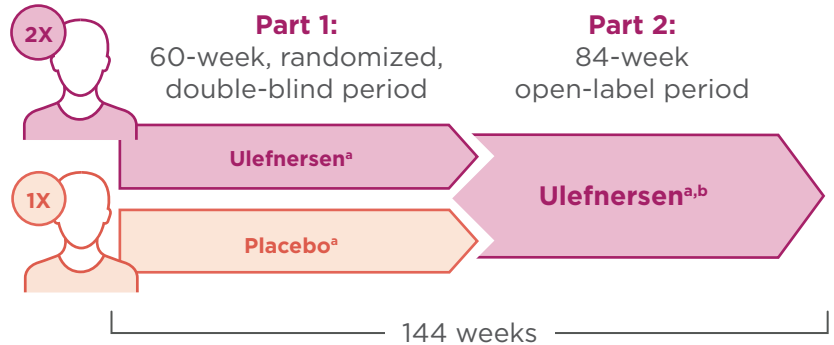 2X
Part 1:
60-week, randomized,
double-blind period
Part 2:
84-week
open-label period
Ulefnersenᵃ
Ulefnersenᵃ,ᵇ
1X
Placeboᵃ
144 weeks